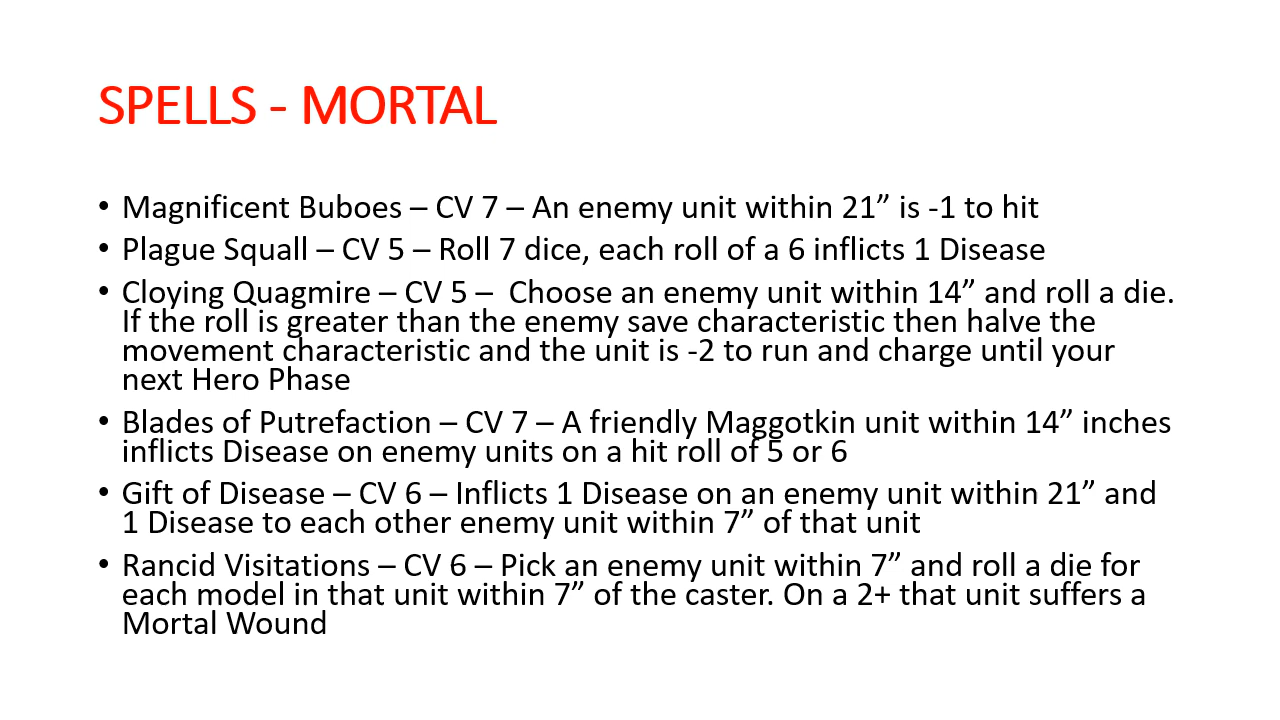 SPELLS - MORTAL
• Magnificent Buboes – CV 7 – An enemy unit within 21” is -1 to hit
• Plague Squall – CV 5 – Roll 7 dice, each roll of a 6 inflicts 1 Disease
• Cloying Quagmire – CV 5 –  Choose an enemy unit within 14” and roll a die.
If the roll is greater than the enemy save characteristic then halve the
movement characteristic and the unit is -2 to run and charge until your
next Hero Phase
• Blades of Putrefaction – CV 7 – A friendly Maggotkin unit within 14” inches
inflicts Disease on enemy units on a hit roll of 5 or 6
• Gift of Disease – CV 6 – Inflicts 1 Disease on an enemy unit within 21” and
1 Disease to each other enemy unit within 7” of that unit
• Rancid Visitations – CV 6 – Pick an enemy unit within 7” and roll a die for
each model in that unit within 7” of the caster. On a 2+ that unit suffers a
Mortal Wound